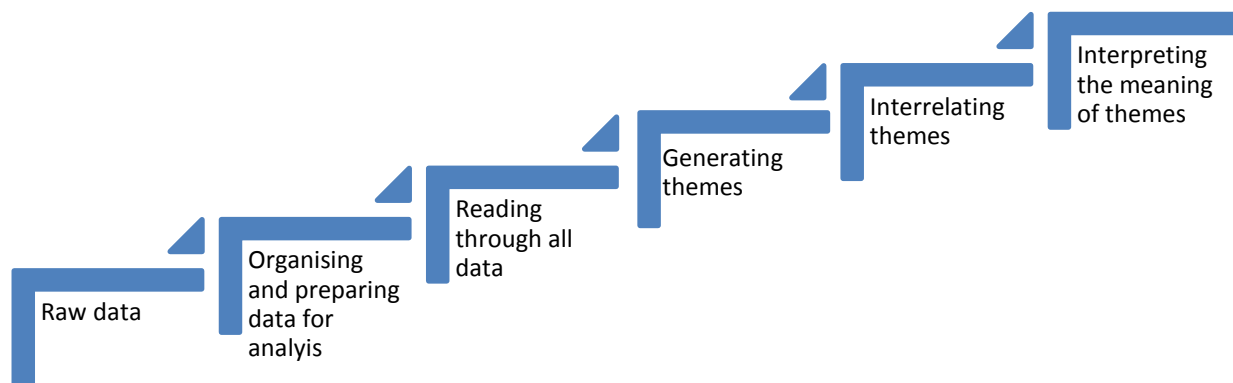 Raw data
Organising
and preparing
data for
analyis
Reading
through all
data
Generating
themes
Interrelating
themes
Interpreting
the meaning
of themes